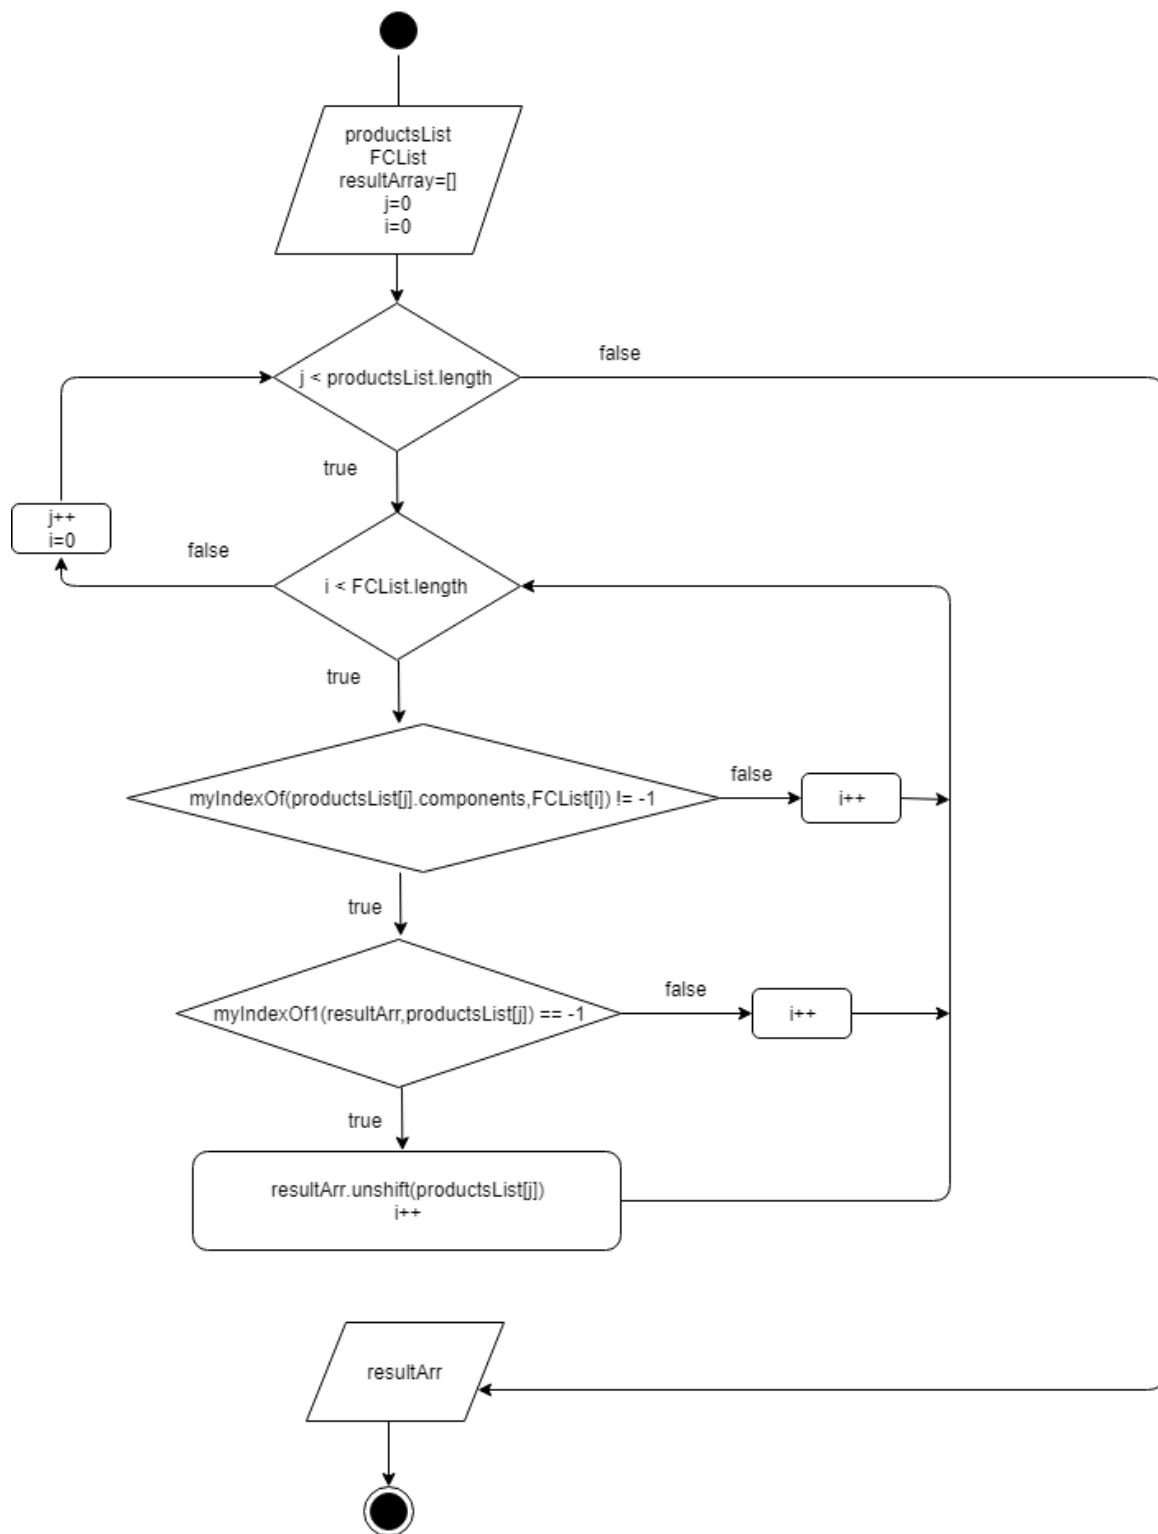 productsList
FCList
resultArray=[]
j=0
i=0
false
j < productsList.length
true
j++
i=0
false
i < FCList.length
true
false
myIndexOf(productsList[j].components,FCList[i]) != -1
i++
true
false
myIndexOf1(resultArr,productsList[j]) == -1
i++
true
resultArr.unshift(productsList[j])
i++
resultArr